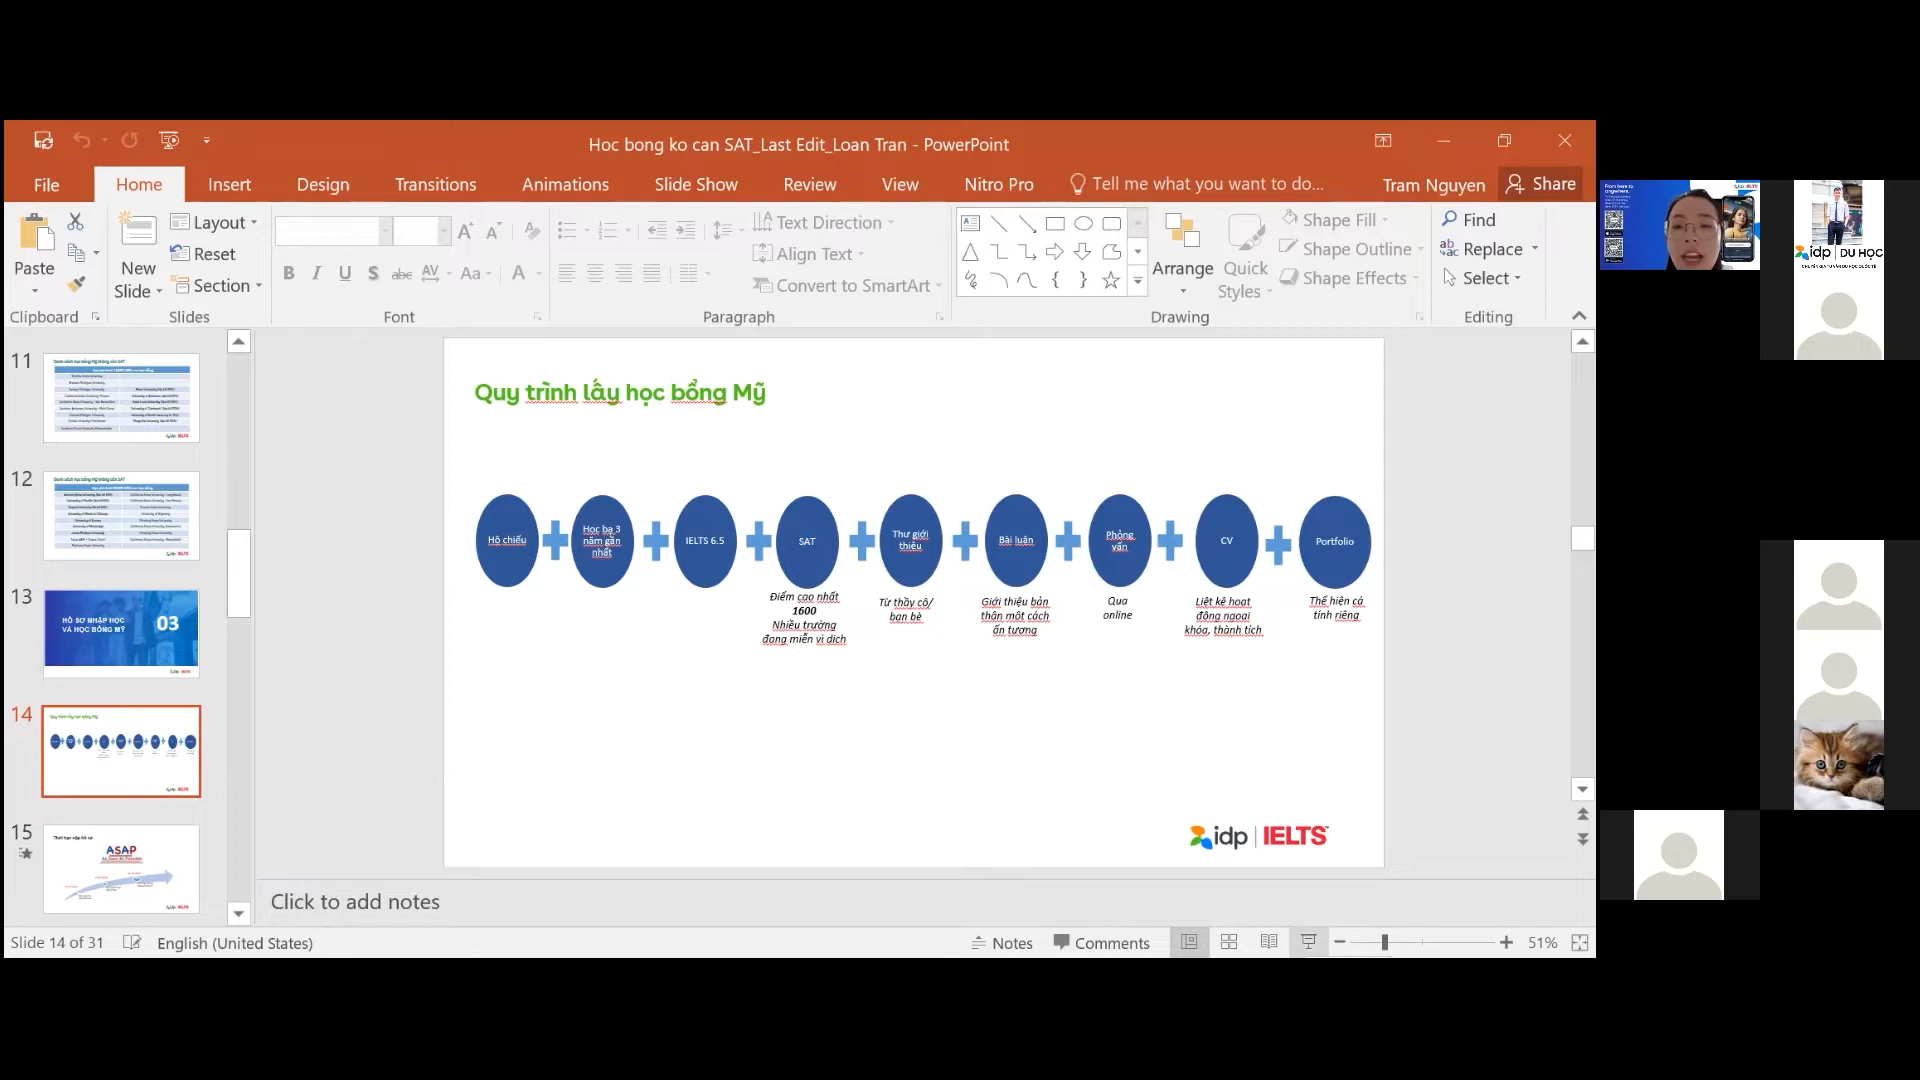 Hoc bong ko can SAT_Last Edit_Loan Tran - PowerPoint
File
Home
Insert
Design
Transitions
Animations
Slide Show
Review
View
Nitro Pro
Tell me what you want to do...
Tram Nguyen
Share
Paste
New
Slide
Layout
Reset
Section
B I U S abc AV Aa A
Text Direction
Align Text
Convert to SmartArt
Arrange
Quick
Styles
Shape Fill
Shape Outline
Shape Effects
Find
Replace
Select
Clipboard
Slides
Font
Paragraph
Drawing
Editing
11
12
13
HỒ SƠ NHẬP HỌC
VÀ HỌC BỔNG MỸ
03
14
15
ASAP
Quy trình lấy học bổng Mỹ
Hộ chiếu
Học bạ 3
năm gần
nhất
IELTS 6.5
SAT
Điểm cao nhất
1600
Nhiều trường
đang miễn vì dịch
Thư giới
thiệu
Từ thầy cô/
bạn bè
Bài luận
Giới thiệu bản
thân một cách
ấn tượng
Phỏng
vấn
Qua
online
CV
Liệt kê hoạt
động ngoại
khóa, thành tích
Portfolio
Thể hiện cá
tính riêng
idp | IELTS
Click to add notes
Slide 14 of 31
English (United States)
Notes
Comments
51%
From here to
anywhere.
idp | DU HỌC